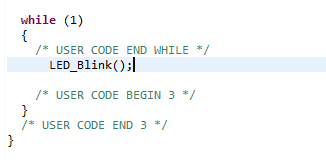 while (1)
{
/* USER CODE END WHILE */
LED_Blink();
/* USER CODE BEGIN 3 */
}
/* USER CODE END 3 */
}